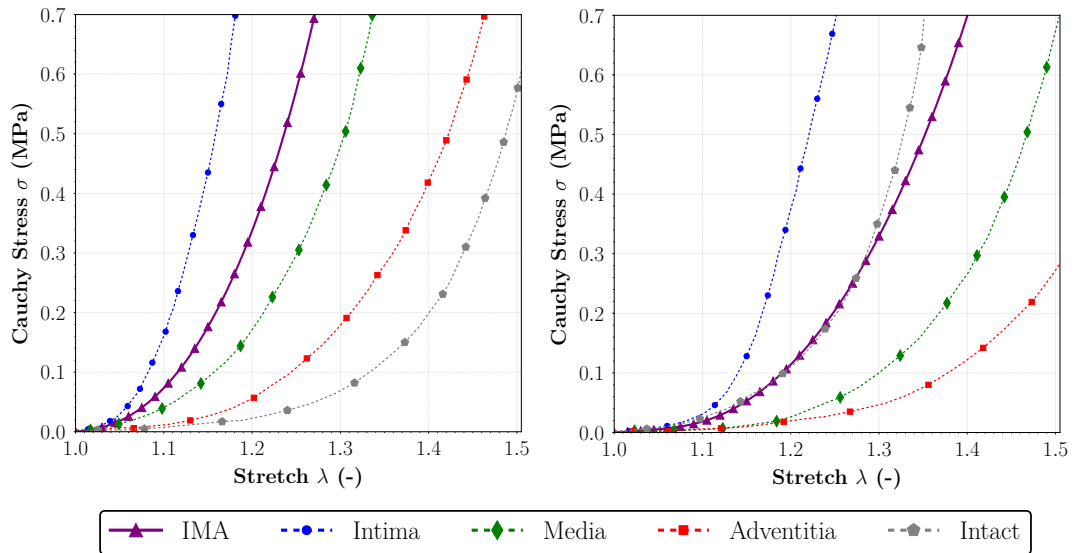 0.7
0.6
0.5
0.4
0.3
0.2
0.1
0.0
Cauchy Stress σ (MPa)
1.0 1.1 1.2 1.3 1.4 1.5
Stretch λ (-)
0.7
0.6
0.5
0.4
0.3
0.2
0.1
0.0
Cauchy Stress σ (MPa)
1.0 1.1 1.2 1.3 1.4 1.5
Stretch λ (-)
IMA Intima Media Adventitia Intact